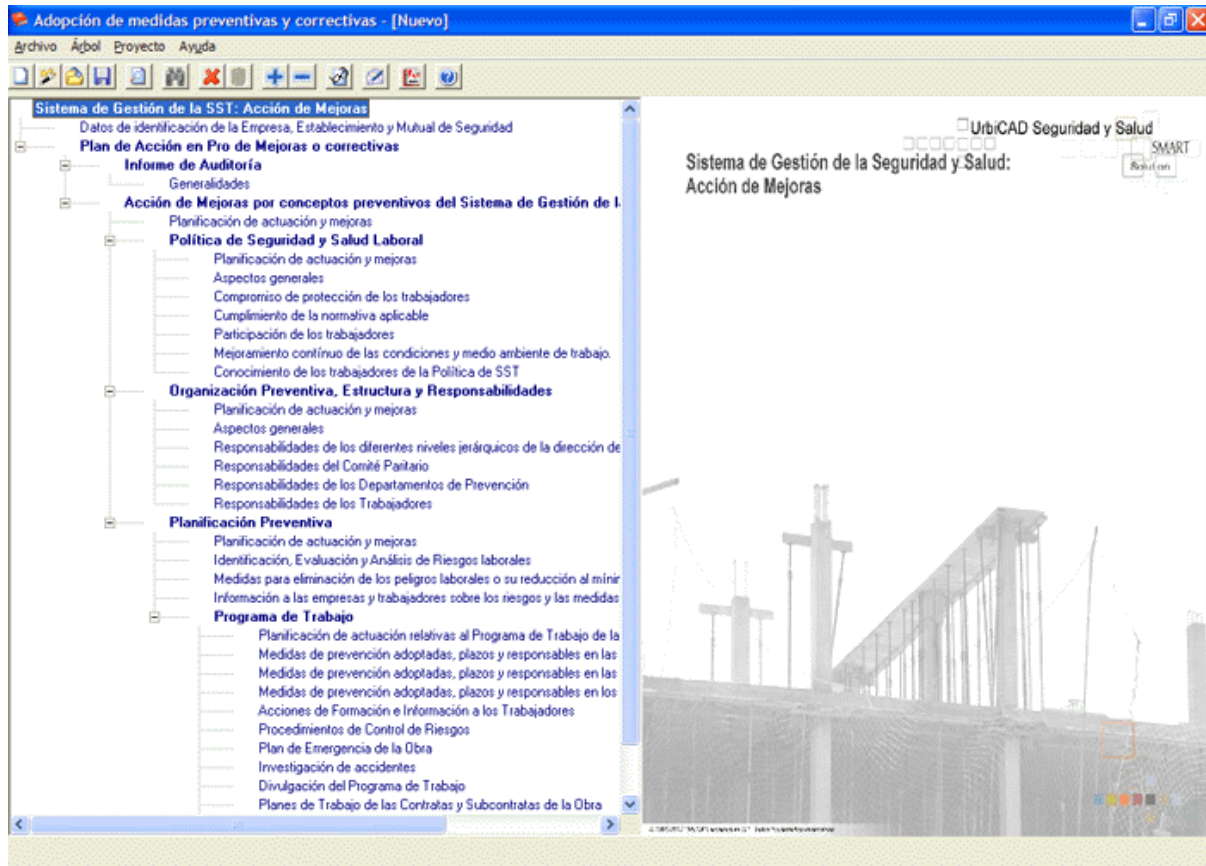 Adopción de medidas preventivas y correctivas - [Nuevo]
Archivo Árbol Proyecto Ayuda
Sistema de Gestión de la SST: Acción de Mejoras
Datos de identificación de la Empresa, Establecimiento y Mutual de Seguridad
Plan de Acción en Pro de Mejoras o correctivas
Informe de Auditoría
Generalidades
Acción de Mejoras por conceptos preventivos del Sistema de Gestión de l
Planificación de actuación y mejoras
Política de Seguridad y Salud Laboral
Planificación de actuación y mejoras
Aspectos generales
Compromiso de protección de los trabajadores
Cumplimiento de la normativa aplicable
Participación de los trabajadores
Mejoramiento contínuo de las condiciones y medio ambiente de trabajo.
Conocimiento de los trabajadores de la Política de SST
Organización Preventiva, Estructura y Responsabilidades
Planificación de actuación y mejoras
Aspectos generales
Responsabilidades de los diferentes niveles jerárquicos de la dirección de
Responsabilidades del Comité Paritario
Responsabilidades de los Departamentos de Prevención
Responsabilidades de los Trabajadores
Planificación Preventiva
Planificación de actuación y mejoras
Identificación, Evaluación y Análisis de Riesgos laborales
Medidas para eliminación de los peligros laborales o su reducción al mínir
Información a las empresas y trabajadores sobre los riesgos y las medidas
Programa de Trabajo
Planificación de actuación relativas al Programa de Trabajo de la
Medidas de prevención adoptadas, plazos y responsables en las
Medidas de prevención adoptadas, plazos y responsables en las
Medidas de prevención adoptadas, plazos y responsables en los
Acciones de Formación e Información a los Trabajadores
Procedimientos de Control de Riesgos
Plan de Emergencia de la Obra
Investigación de accidentes
Divulgación del Programa de Trabajo
Planes de Trabajo de las Contratas y Subcontratas de la Obra
UrbiCAD Seguridad y Salud
SMART
Solution
Sistema de Gestión de la Seguridad y Salud:
Acción de Mejoras